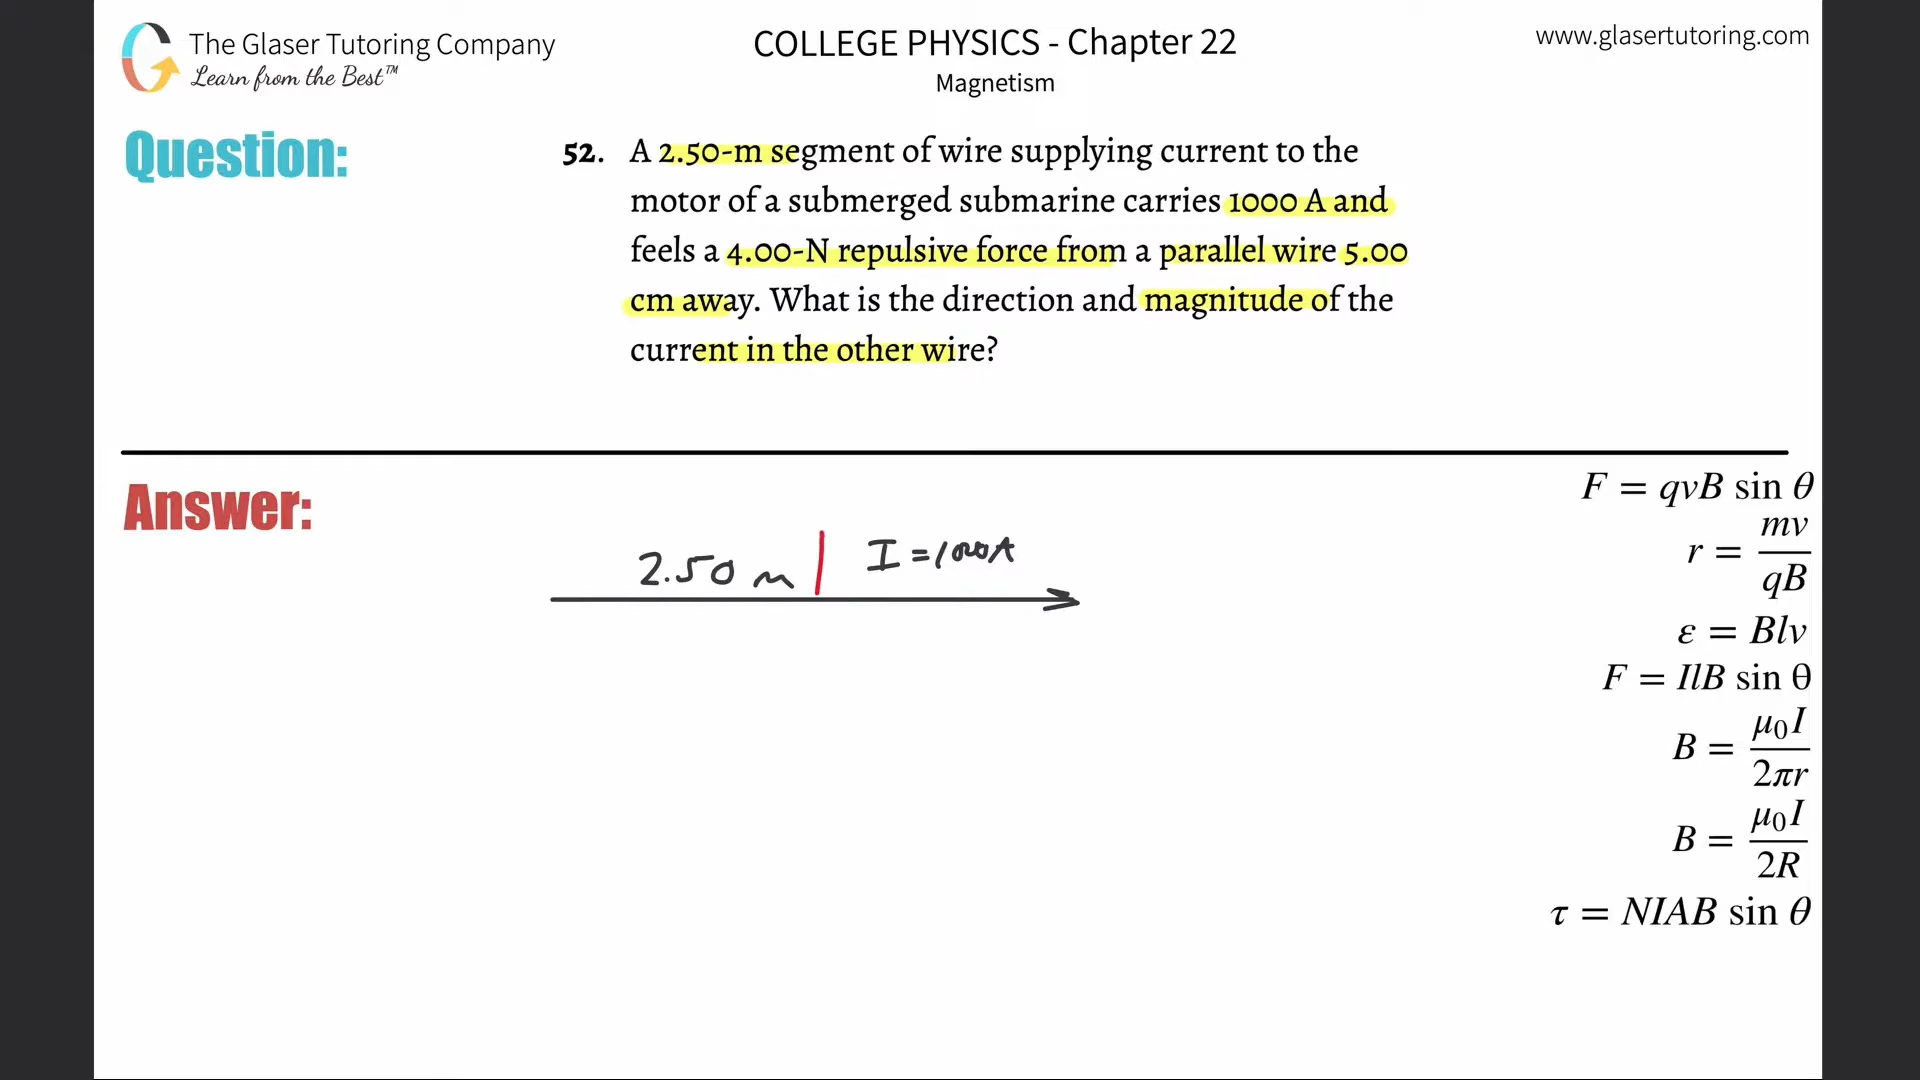 The Glaser Tutoring Company
Learn from the Best™
COLLEGE PHYSICS - Chapter 22
Magnetism
www.glasertutoring.com
Question:
52. A 2.50-m segment of wire supplying current to the
motor of a submerged submarine carries 1000 A and
feels a 4.00-N repulsive force from a parallel wire 5.00
cm away. What is the direction and magnitude of the
current in the other wire?
Answer:
2.50 m
I = 1000A
F = qvB sin θ
r = mv / qB
ε = Blv
F = IlB sin θ
B = μ₀I / 2πr
B = μ₀I / 2R
τ = NIAB sin θ